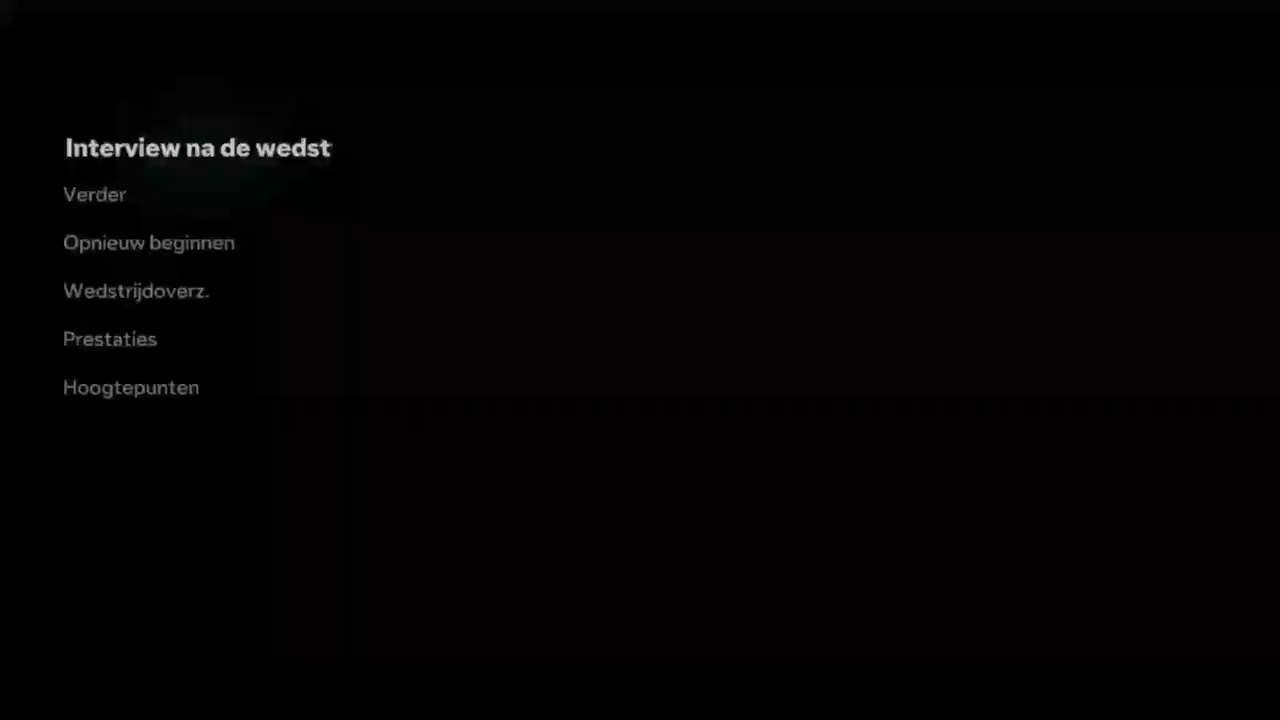 Interview na de wedst
Verder
Opnieuw beginnen
Wedstrijdoverz.
Prestaties
Hoogtepunten